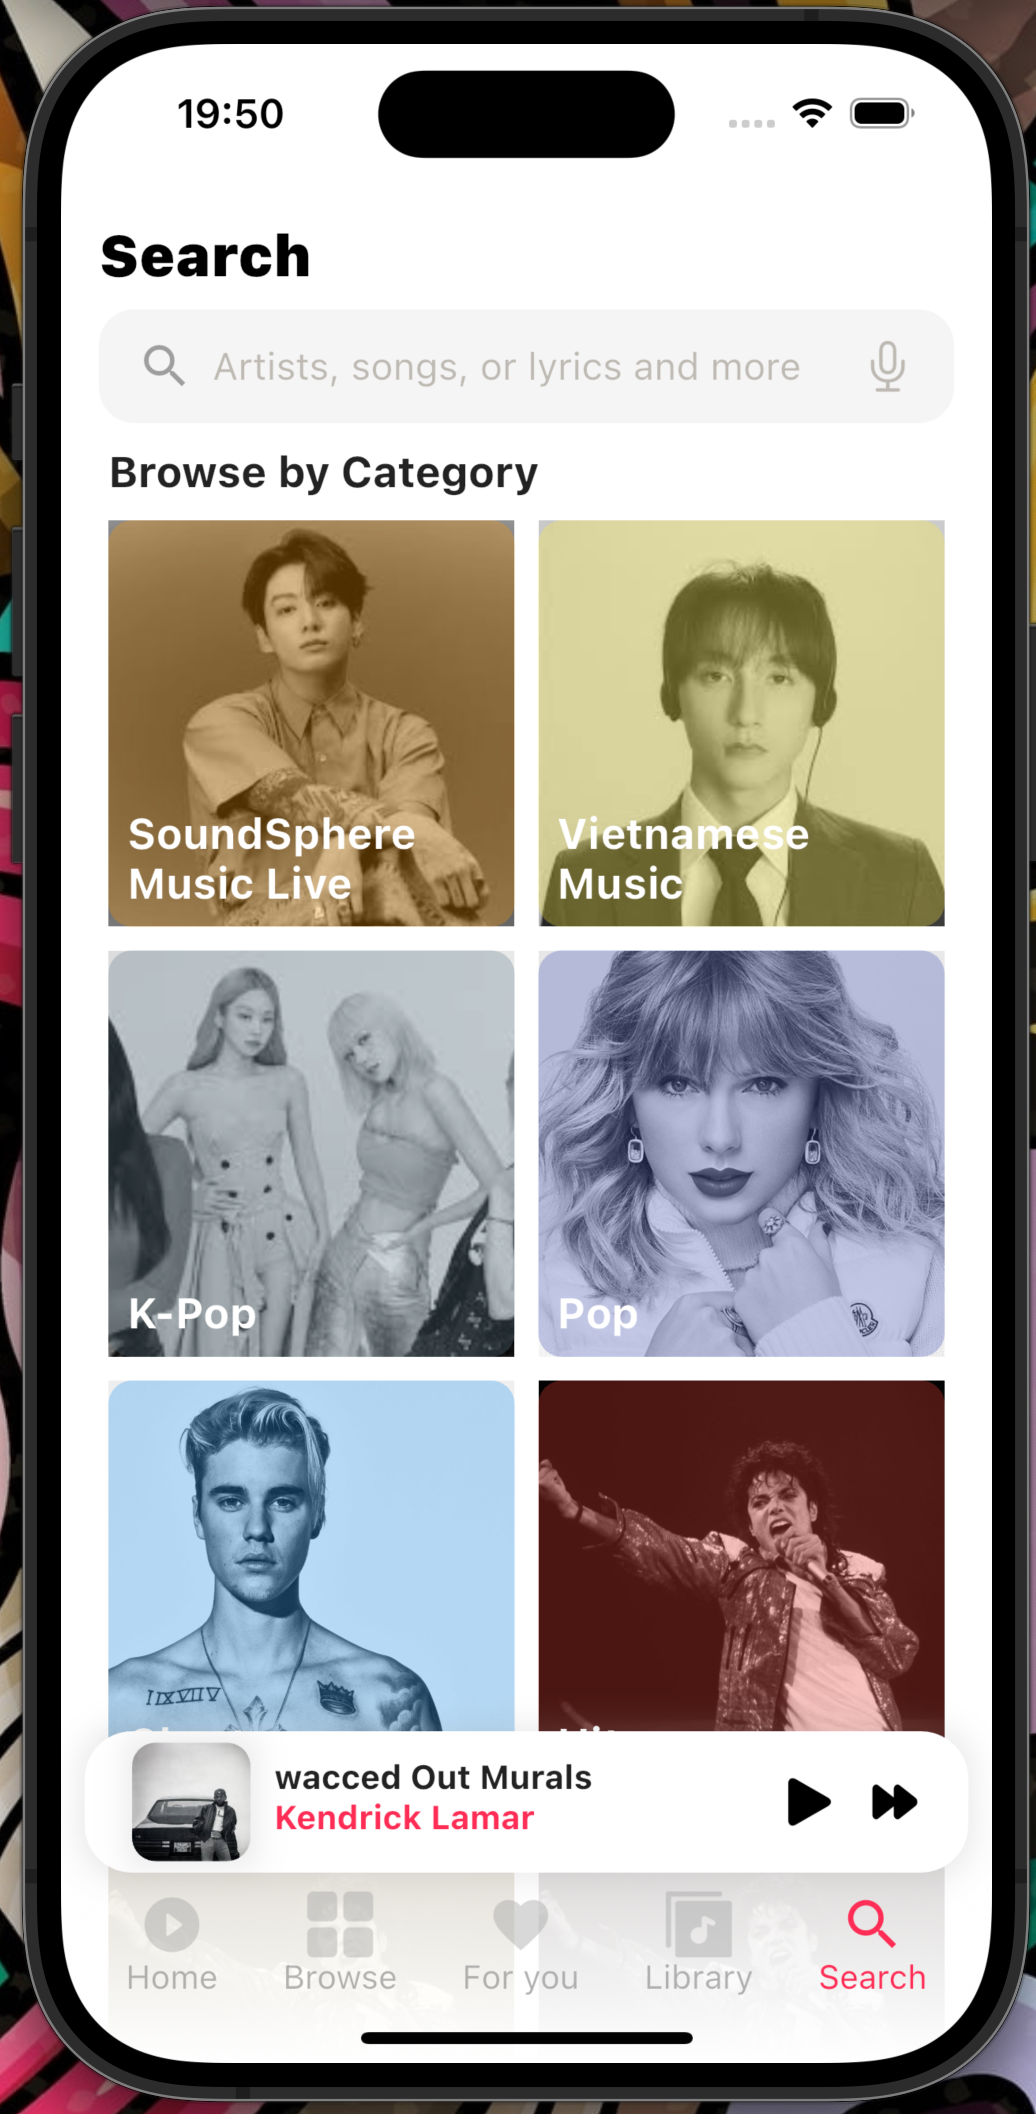 19:50
Search
Artists, songs, or lyrics and more
Browse by Category
SoundSphere
Music Live
Vietnamese
Music
K-Pop
Pop
wacced Out Murals
Kendrick Lamar
Home
Browse
For you
Library
Search